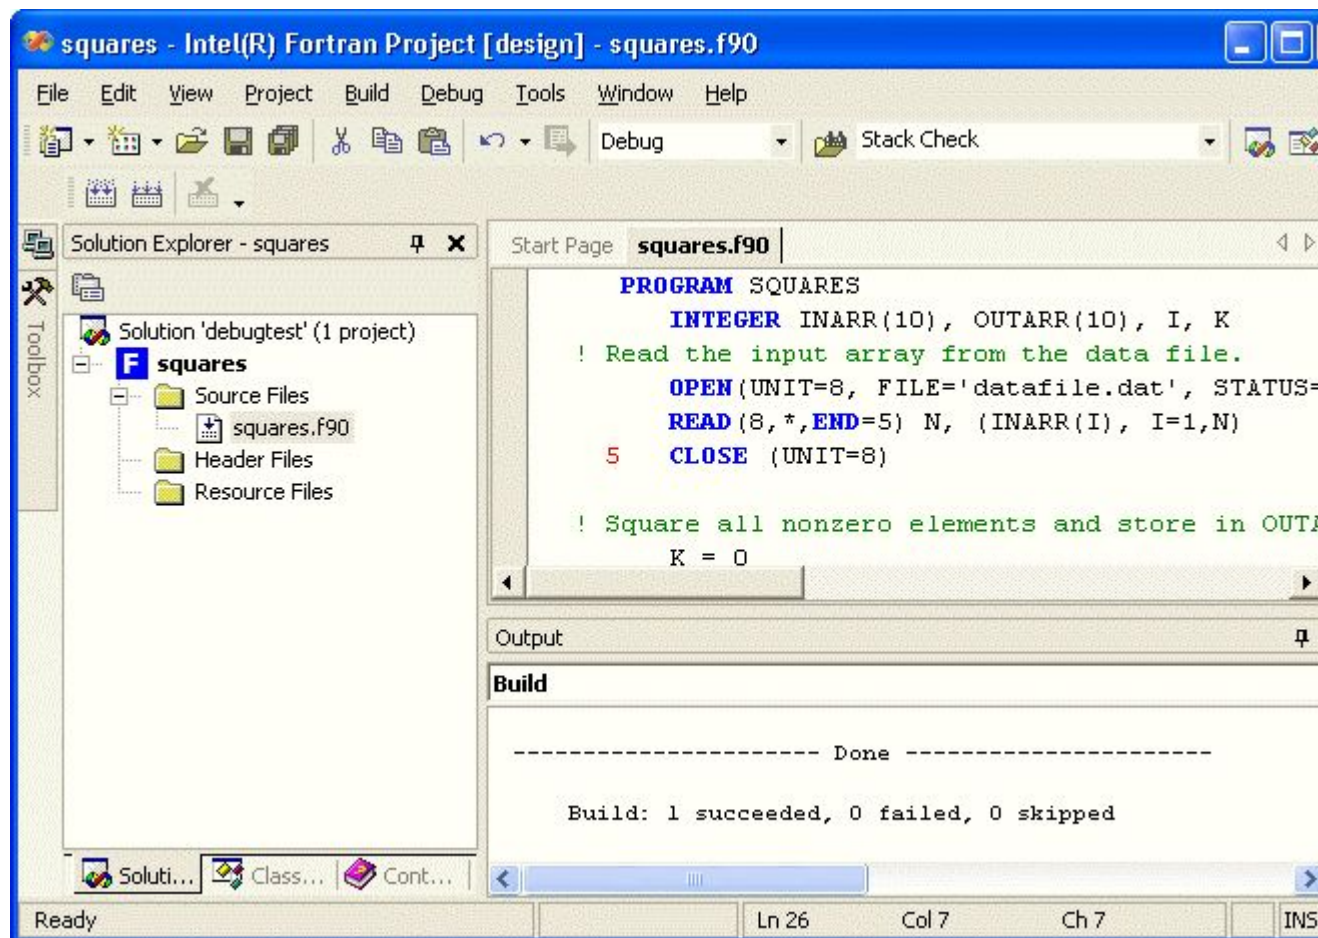 squares - Intel(R) Fortran Project [design] - squares.f90
File Edit View Project Build Debug Tools Window Help
Debug Stack Check
Solution Explorer - squares
Toolbox
Solution 'debugtest' (1 project)
F squares
Source Files
squares.f90
Header Files
Resource Files
Soluti... Class... Cont...
Start Page squares.f90
PROGRAM SQUARES
INTEGER INARR(10), OUTARR(10), I, K
! Read the input array from the data file.
OPEN(UNIT=8, FILE='datafile.dat', STATUS=
READ(8,*,END=5) N, (INARR(I), I=1,N)
5 CLOSE (UNIT=8)
! Square all nonzero elements and store in OUTA
K = 0
Output
Build
---------------------- Done ----------------------
Build: 1 succeeded, 0 failed, 0 skipped
Ready Ln 26 Col 7 Ch 7 INS